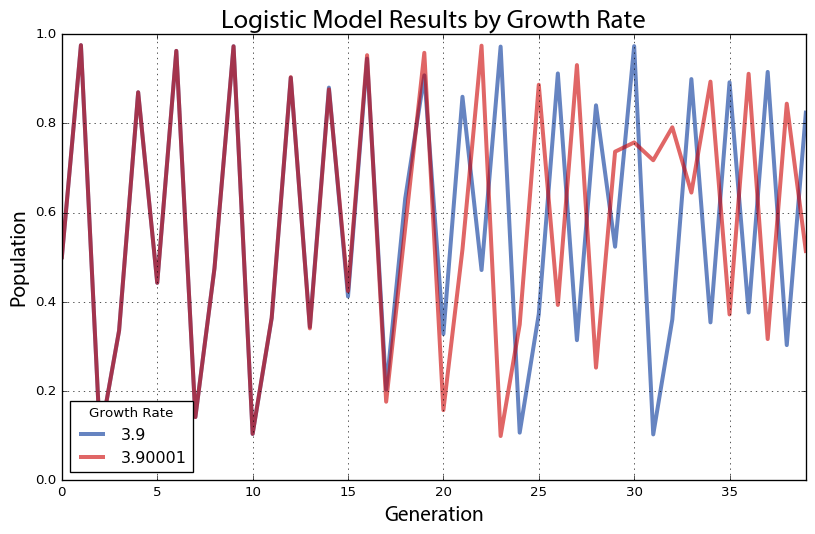 Logistic Model Results by Growth Rate
Population
1.0
0.8
0.6
0.4
0.2
0.0
Growth Rate
3.9
3.90001
0 5 10 15 20 25 30 35
Generation